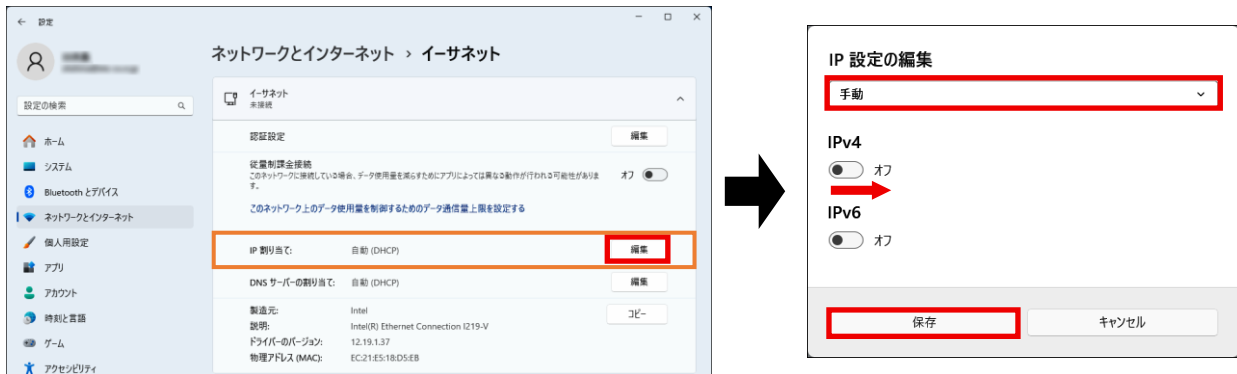 設定
ネットワークとインターネット › イーサネット
設定の検索
ホーム
システム
Bluetooth とデバイス
ネットワークとインターネット
個人用設定
アプリ
アカウント
時刻と言語
ゲーム
アクセシビリティ
イーサネット
未接続
認証設定
編集
従量制課金接続
このネットワークに接続している場合、データ使用量を減らすためにアプリによっては異なる動作が行われる可能性がありま
す。
オフ
このネットワーク上のデータ使用量を制御するためのデータ通信量上限を設定する
IP 割り当て: 自動 (DHCP)
編集
DNS サーバーの割り当て: 自動 (DHCP)
編集
製造元: Intel
コピー
説明: Intel(R) Ethernet Connection I219-V
ドライバーのバージョン: 12.19.1.37
物理アドレス (MAC): EC:21:E5:18:D5:EB
IP 設定の編集
手動
IPv4
オフ
IPv6
オフ
保存
キャンセル